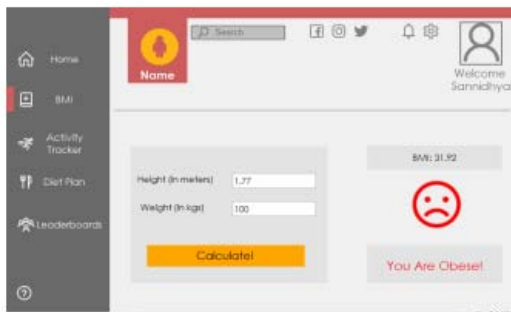 Home
BMI
Activity
Tracker
Diet Plan
Leaderboards
Search
Name
Welcome
Sannidhya
Height (in meters)
1.77
Weight (in kgs)
100
Calculate!
BMI: 31.92
You Are Obese!